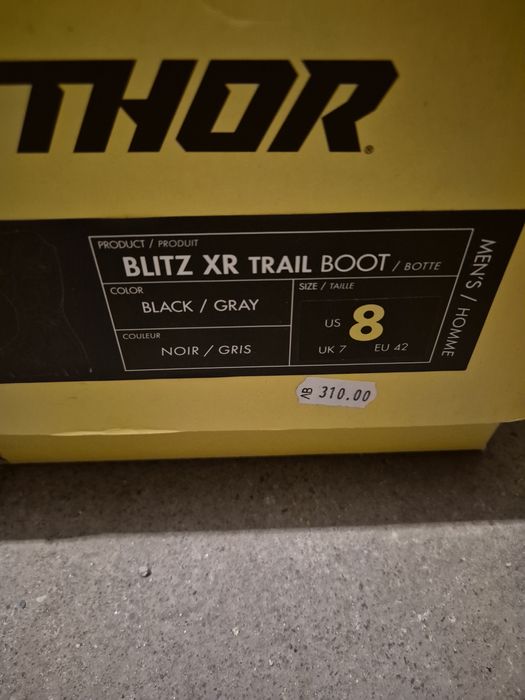 THOR®
PRODUCT / PRODUIT
BLITZ XR TRAIL BOOT / BOTTE
COLOR
BLACK / GRAY
COULEUR
NOIR / GRIS
SIZE / TAILLE
US 8
UK 7 EU 42
MEN'S / HOMME
AB 310.00